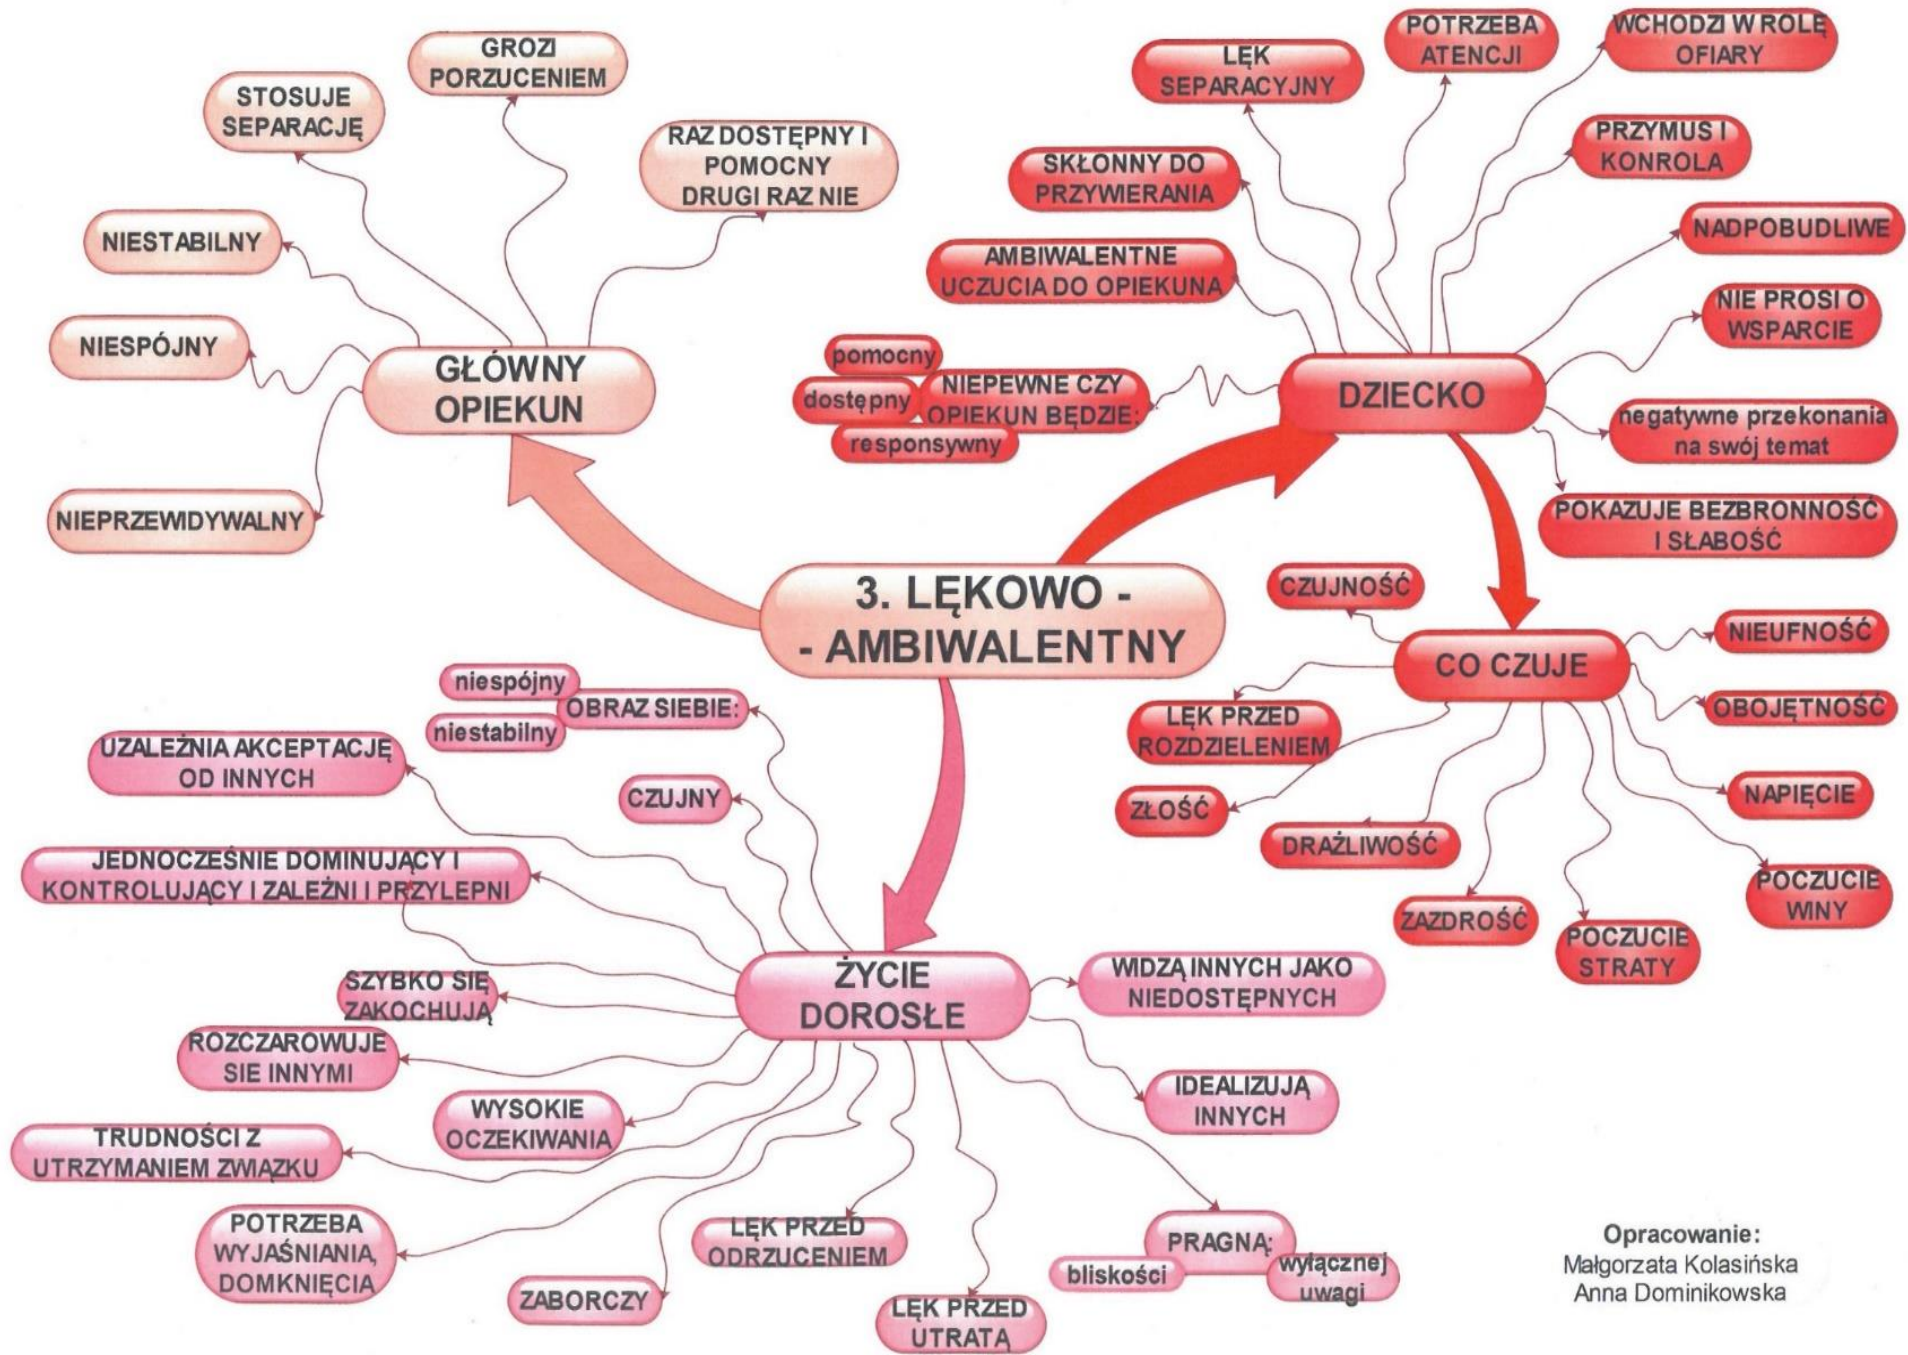 3. LĘKOWO -
- AMBIWALENTNY
GŁÓWNY
OPIEKUN
GROZI
PORZUCENIEM
STOSUJE
SEPARACJĘ
RAZ DOSTĘPNY I
POMOCNY
DRUGI RAZ NIE
NIESTABILNY
NIESPÓJNY
NIEPRZEWIDYWALNY
DZIECKO
POTRZEBA
ATENCJI
WCHODZI W ROLĘ
OFIARY
LĘK
SEPARACYJNY
PRZYMUS I
KONROLA
SKŁONNY DO
PRZYWIERANIA
NADPOBUDLIWE
AMBIWALENTNE
UCZUCIA DO OPIEKUNA
NIE PROSI O
WSPARCIE
NIEPEWNE CZY
OPIEKUN BĘDZIE:
pomocny
dostępny
responsywny
negatywne przekonania
na swój temat
POKAZUJE BEZBRONNOŚĆ
I SŁABOŚĆ
CO CZUJE
CZUJNOŚĆ
NIEUFNOŚĆ
LĘK PRZED
ROZDZIELENIEM
OBOJĘTNOŚĆ
ZŁOŚĆ
NAPIĘCIE
DRAŻLIWOŚĆ
POCZUCIE
WINY
ZAZDROŚĆ
POCZUCIE
STRATY
ŻYCIE
DOROSŁE
OBRAZ SIEBIE:
niespójny
niestabilny
UZALEŻNIA AKCEPTACJĘ
OD INNYCH
CZUJNY
JEDNOCZEŚNIE DOMINUJĄCY I
KONTROLUJĄCY I ZALEŻNI I PRZYLEPNI
SZYBKO SIĘ
ZAKOCHUJĄ
ROZCZAROWUJE
SIE INNYMI
WYSOKIE
OCZEKIWANIA
TRUDNOŚCI Z
UTRZYMANIEM ZWIĄZKU
POTRZEBA
WYJAŚNIANIA,
DOMKNIĘCIA
ZABORCZY
LĘK PRZED
ODRZUCENIEM
LĘK PRZED
UTRATĄ
PRAGNĄ:
bliskości
wyłącznej
uwagi
IDEALIZUJĄ
INNYCH
WIDZĄ INNYCH JAKO
NIEDOSTĘPNYCH
Opracowanie:
Małgorzata Kolasińska
Anna Dominikowska